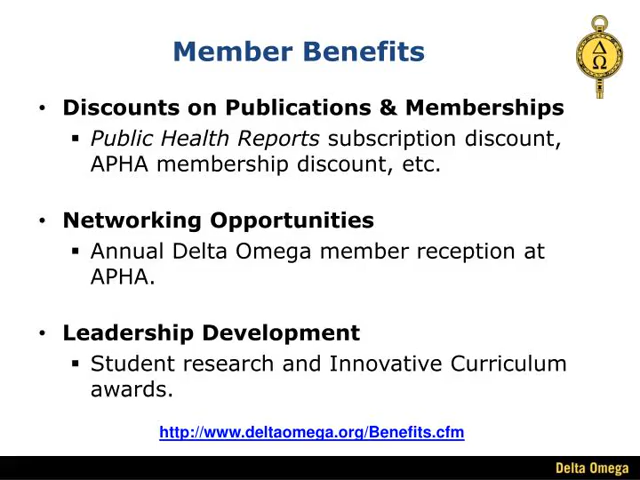 Member Benefits
Δ
Ω
• Discounts on Publications & Memberships
▪ Public Health Reports subscription discount,
APHA membership discount, etc.
• Networking Opportunities
▪ Annual Delta Omega member reception at
APHA.
• Leadership Development
▪ Student research and Innovative Curriculum
awards.
http://www.deltaomega.org/Benefits.cfm
Delta Omega